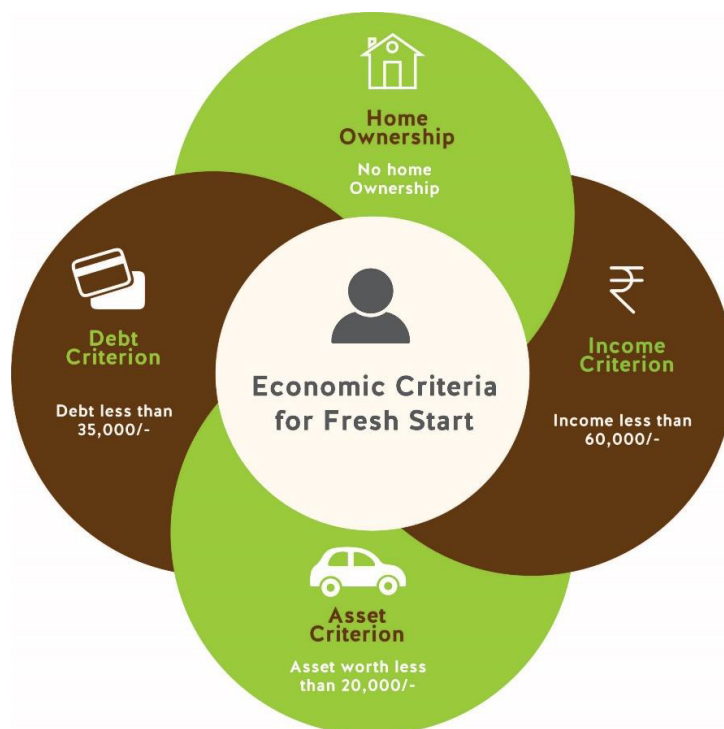 Home
Ownership
No home
Ownership
Debt
Criterion
Debt less than
35,000/-
Economic Criteria
for Fresh Start
₹
Income
Criterion
Income less than
60,000/-
Asset
Criterion
Asset worth less
than 20,000/-